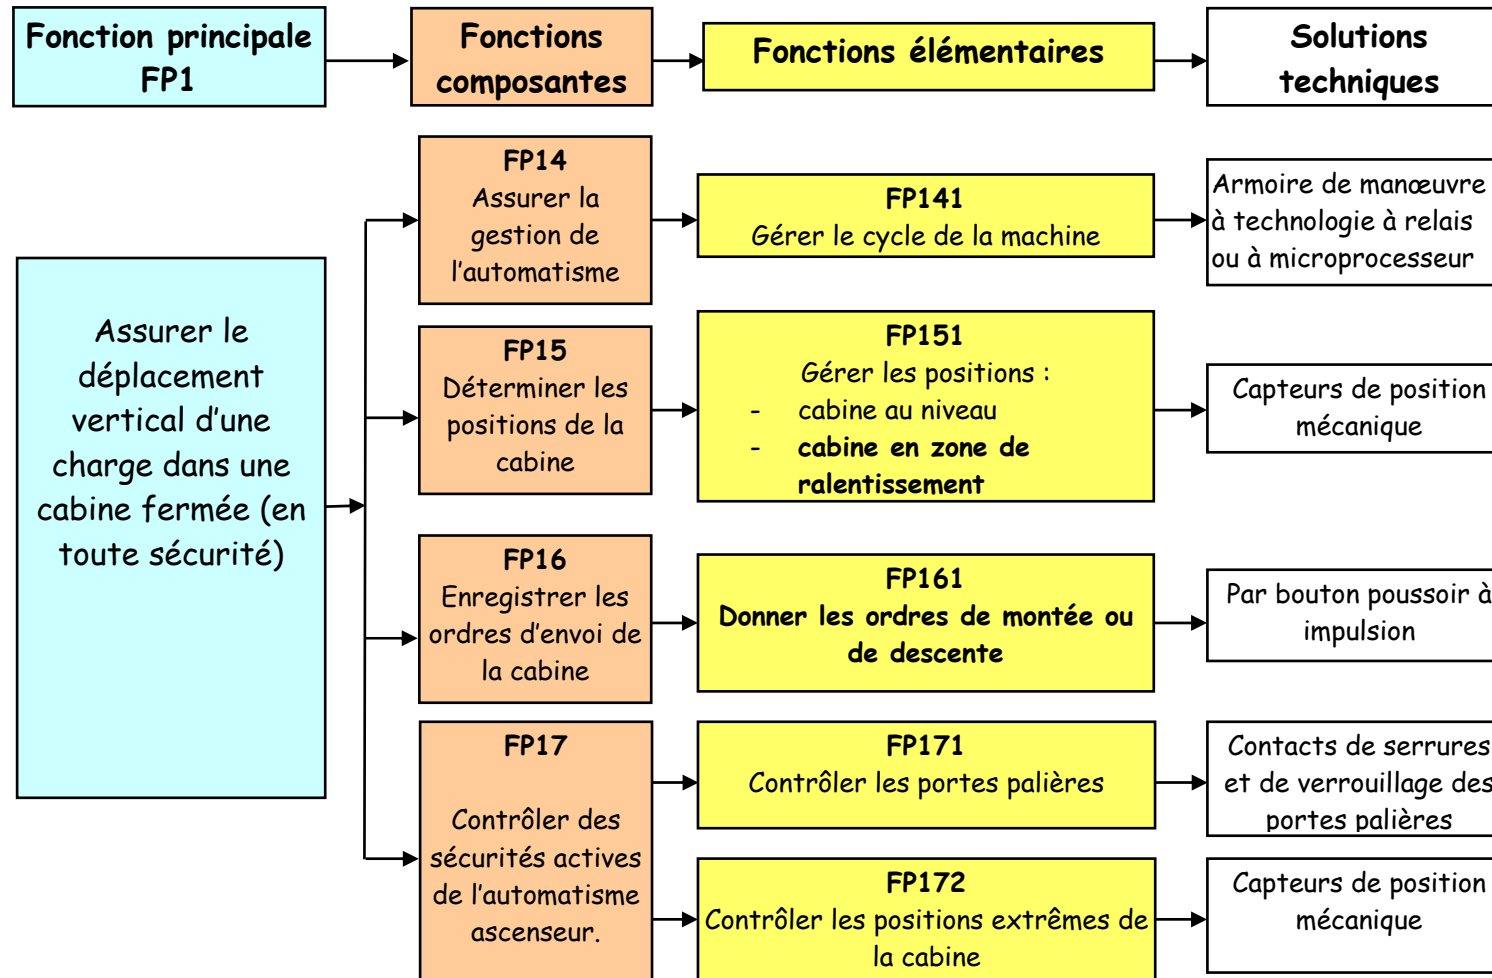 Fonction principale
FP1
Fonctions
composantes
Fonctions élémentaires
Solutions
techniques
Assurer le
déplacement
vertical d’une
charge dans une
cabine fermée (en
toute sécurité)
FP14
Assurer la
gestion de
l’automatisme
FP141
Gérer le cycle de la machine
Armoire de manœuvre
à technologie à relais
ou à microprocesseur
FP15
Déterminer les
positions de la
cabine
FP151
Gérer les positions :
- cabine au niveau
- cabine en zone de
ralentissement
Capteurs de position
mécanique
FP16
Enregistrer les
ordres d’envoi de
la cabine
FP161
Donner les ordres de montée ou
de descente
Par bouton poussoir à
impulsion
FP17
Contrôler des
sécurités actives
de l’automatisme
ascenseur.
FP171
Contrôler les portes palières
Contacts de serrures
et de verrouillage des
portes palières
FP172
Contrôler les positions extrêmes de
la cabine
Capteurs de position
mécanique